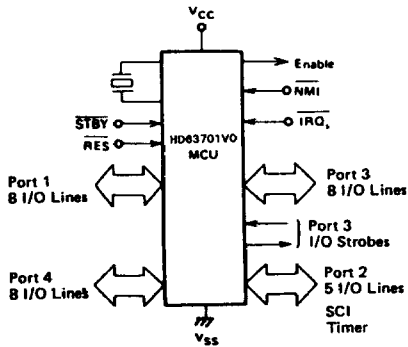 VCC
Enable
NMI
STBY
HD63701V0
IRQ1
RES
MCU
Port 1
8 I/O Lines
Port 3
8 I/O Lines
Port 3
I/O Strobes
Port 4
8 I/O Lines
Port 2
5 I/O Lines
SCI
Timer
VSS